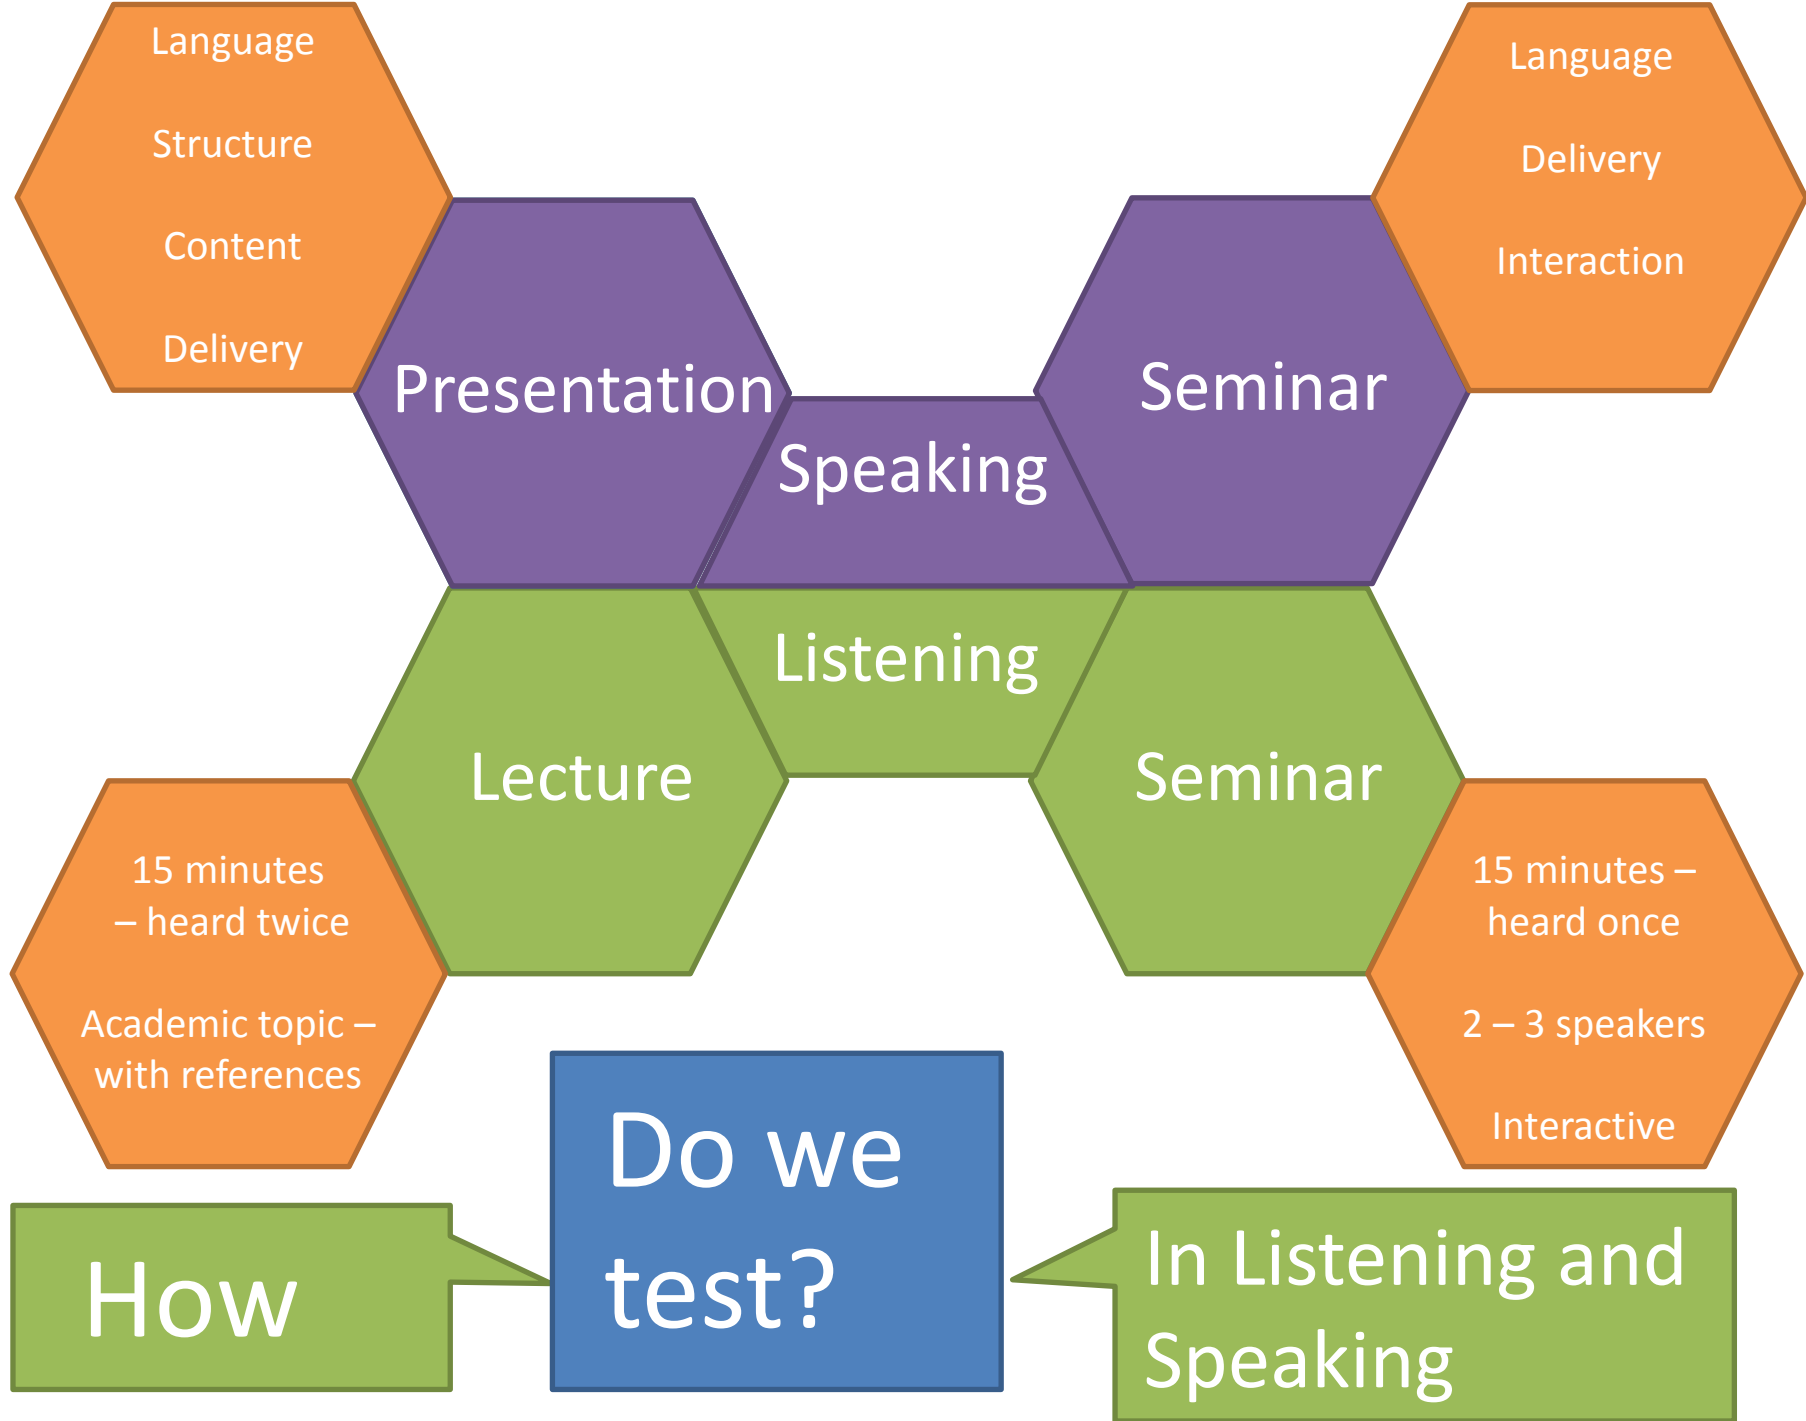 Language
Structure
Content
Delivery
Language
Delivery
Interaction
Presentation
Seminar
Speaking
Listening
Lecture
Seminar
15 minutes
– heard twice
Academic topic –
with references
15 minutes –
heard once
2 – 3 speakers
Interactive
How
Do we
test?
In Listening and
Speaking